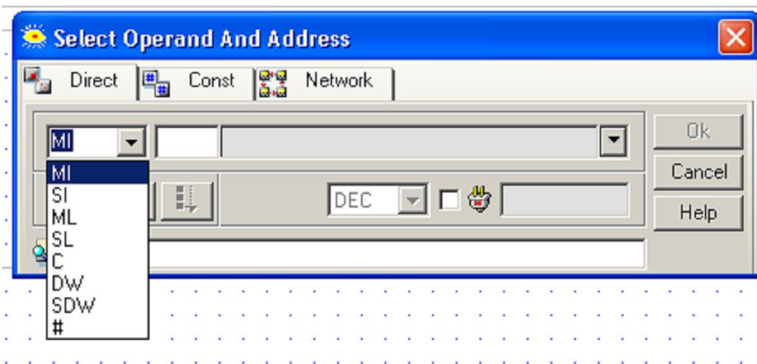 Select Operand And Address
Direct Const Network
MI Ok
MI Cancel
SI DEC Help
ML
SL
C
DW
SDW
#